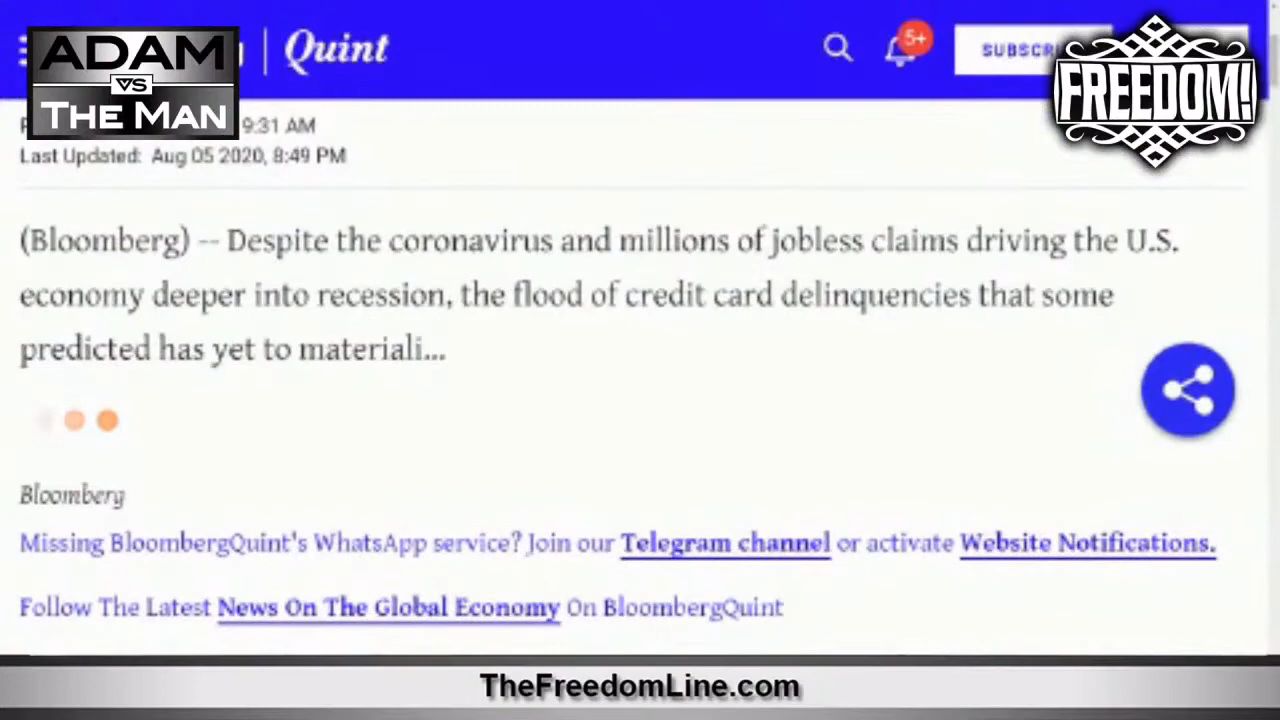 ADAM
VS
THE MAN
Quint
5+
FREEDOM!
9:31 AM
Last Updated: Aug 05 2020, 8:49 PM
(Bloomberg) -- Despite the coronavirus and millions of jobless claims driving the U.S.
economy deeper into recession, the flood of credit card delinquencies that some
predicted has yet to materiali...
Bloomberg
Missing BloombergQuint's WhatsApp service? Join our Telegram channel or activate Website Notifications.
Follow The Latest News On The Global Economy On BloombergQuint
TheFreedomLine.com